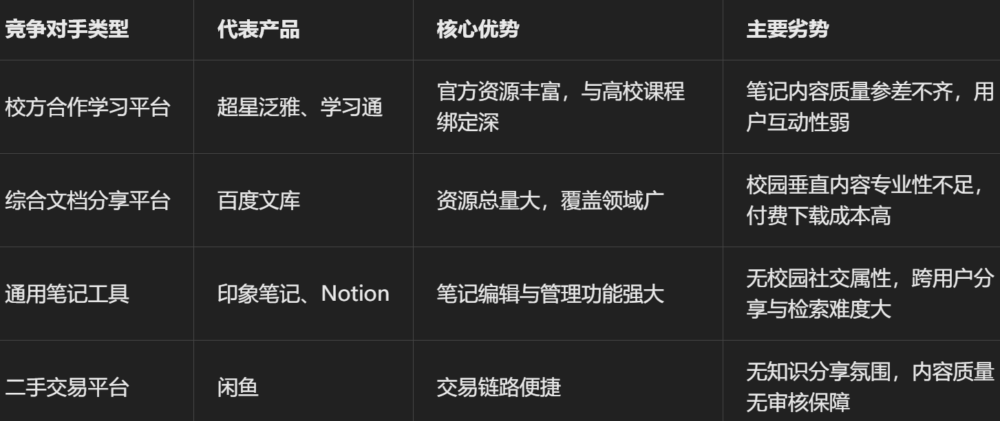 竞争对手类型 代表产品 核心优势 主要劣势
校方合作学习平台 超星泛雅、学习通 官方资源丰富，与高校课程绑定深 笔记内容质量参差不齐，用户互动性弱
综合文档分享平台 百度文库 资源总量大，覆盖领域广 校园垂直内容专业性不足，付费下载成本高
通用笔记工具 印象笔记、Notion 笔记编辑与管理功能强大 无校园社交属性，跨用户分享与检索难度大
二手交易平台 闲鱼 交易链路便捷 无知识分享氛围，内容质量无审核保障